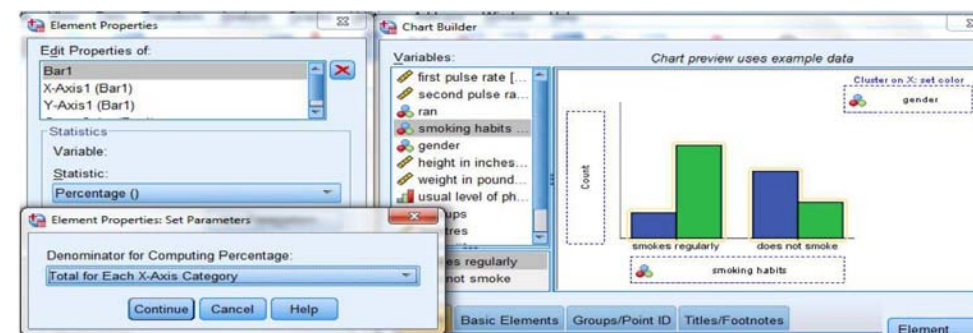 Element Properties
Edit Properties of:
Bar1
X-Axis1 (Bar1)
Y-Axis1 (Bar1)
Statistics
Variable:
Statistic:
Percentage ()
Element Properties: Set Parameters
Denominator for Computing Percentage:
Total for Each X-Axis Category
Continue Cancel Help
Chart Builder
Variables:
first pulse rate [...
second pulse ra...
ran
smoking habits ...
gender
height in inches...
weight in pound...
usual level of ph...
ups
tres
es regularly
not smoke
Chart preview uses example data
Cluster on X: set color
gender
Count
smokes regularly does not smoke
smoking habits
Basic Elements Groups/Point ID Titles/Footnotes
Element